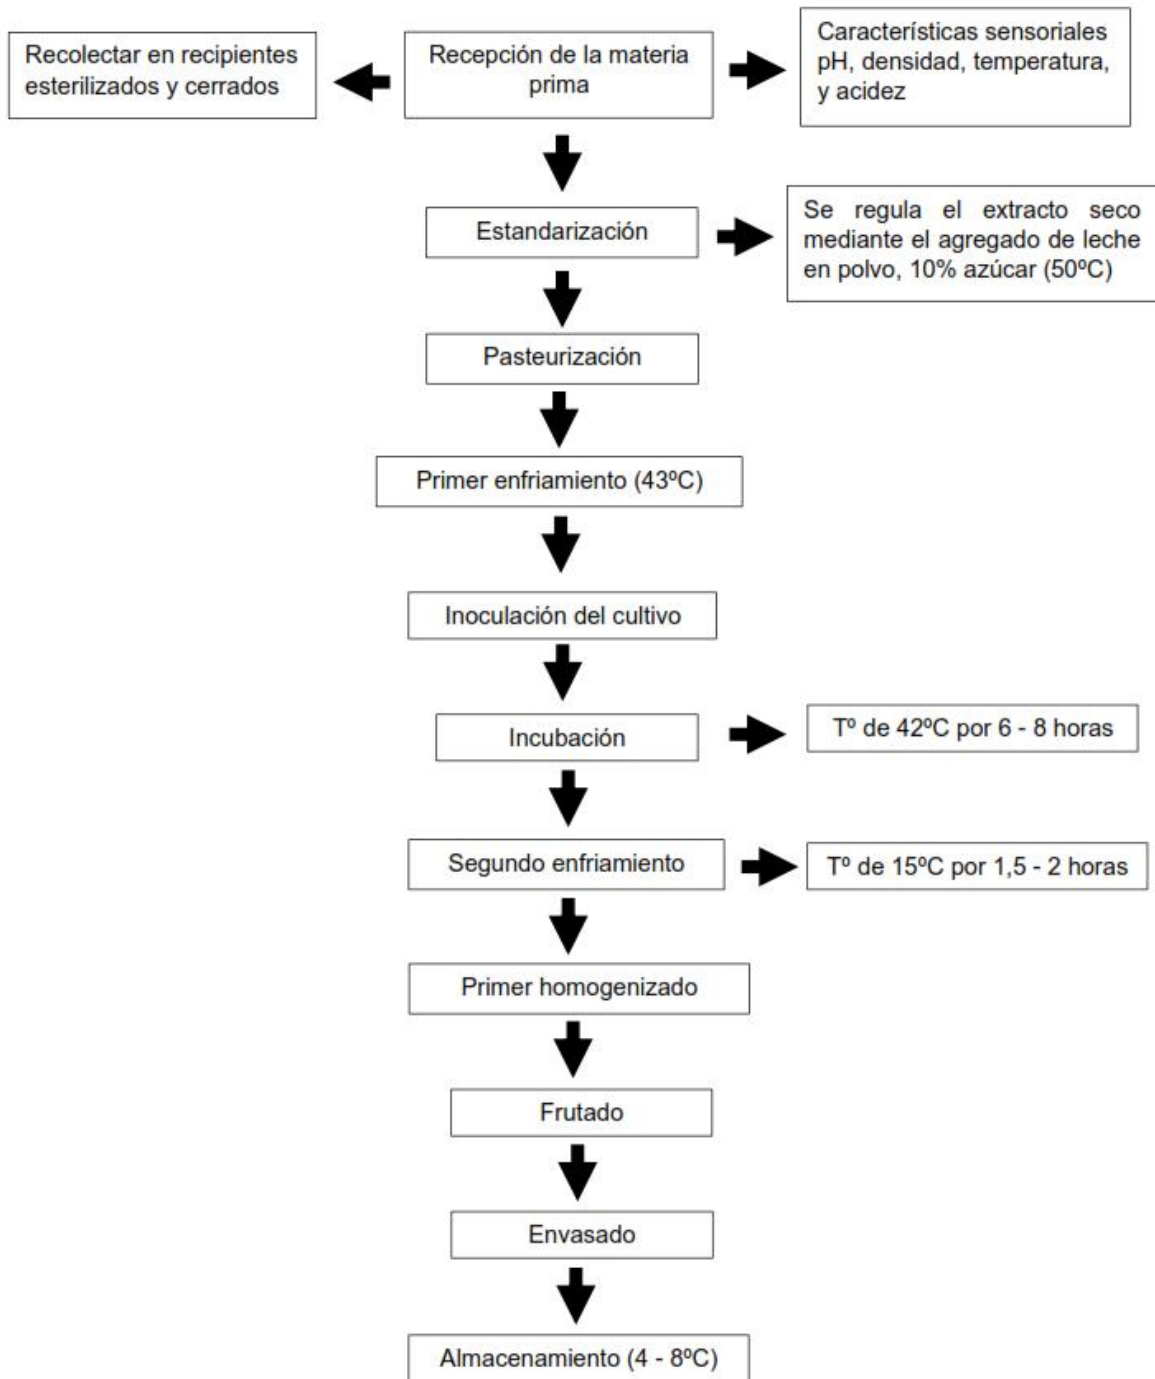 Recolectar en recipientes
esterilizados y cerrados
Recepción de la materia
prima
Características sensoriales
pH, densidad, temperatura,
y acidez
Estandarización
Se regula el extracto seco
mediante el agregado de leche
en polvo, 10% azúcar (50ºC)
Pasteurización
Primer enfriamiento (43ºC)
Inoculación del cultivo
Incubación
Tº de 42ºC por 6 - 8 horas
Segundo enfriamiento
Tº de 15ºC por 1,5 - 2 horas
Primer homogenizado
Frutado
Envasado
Almacenamiento (4 - 8ºC)